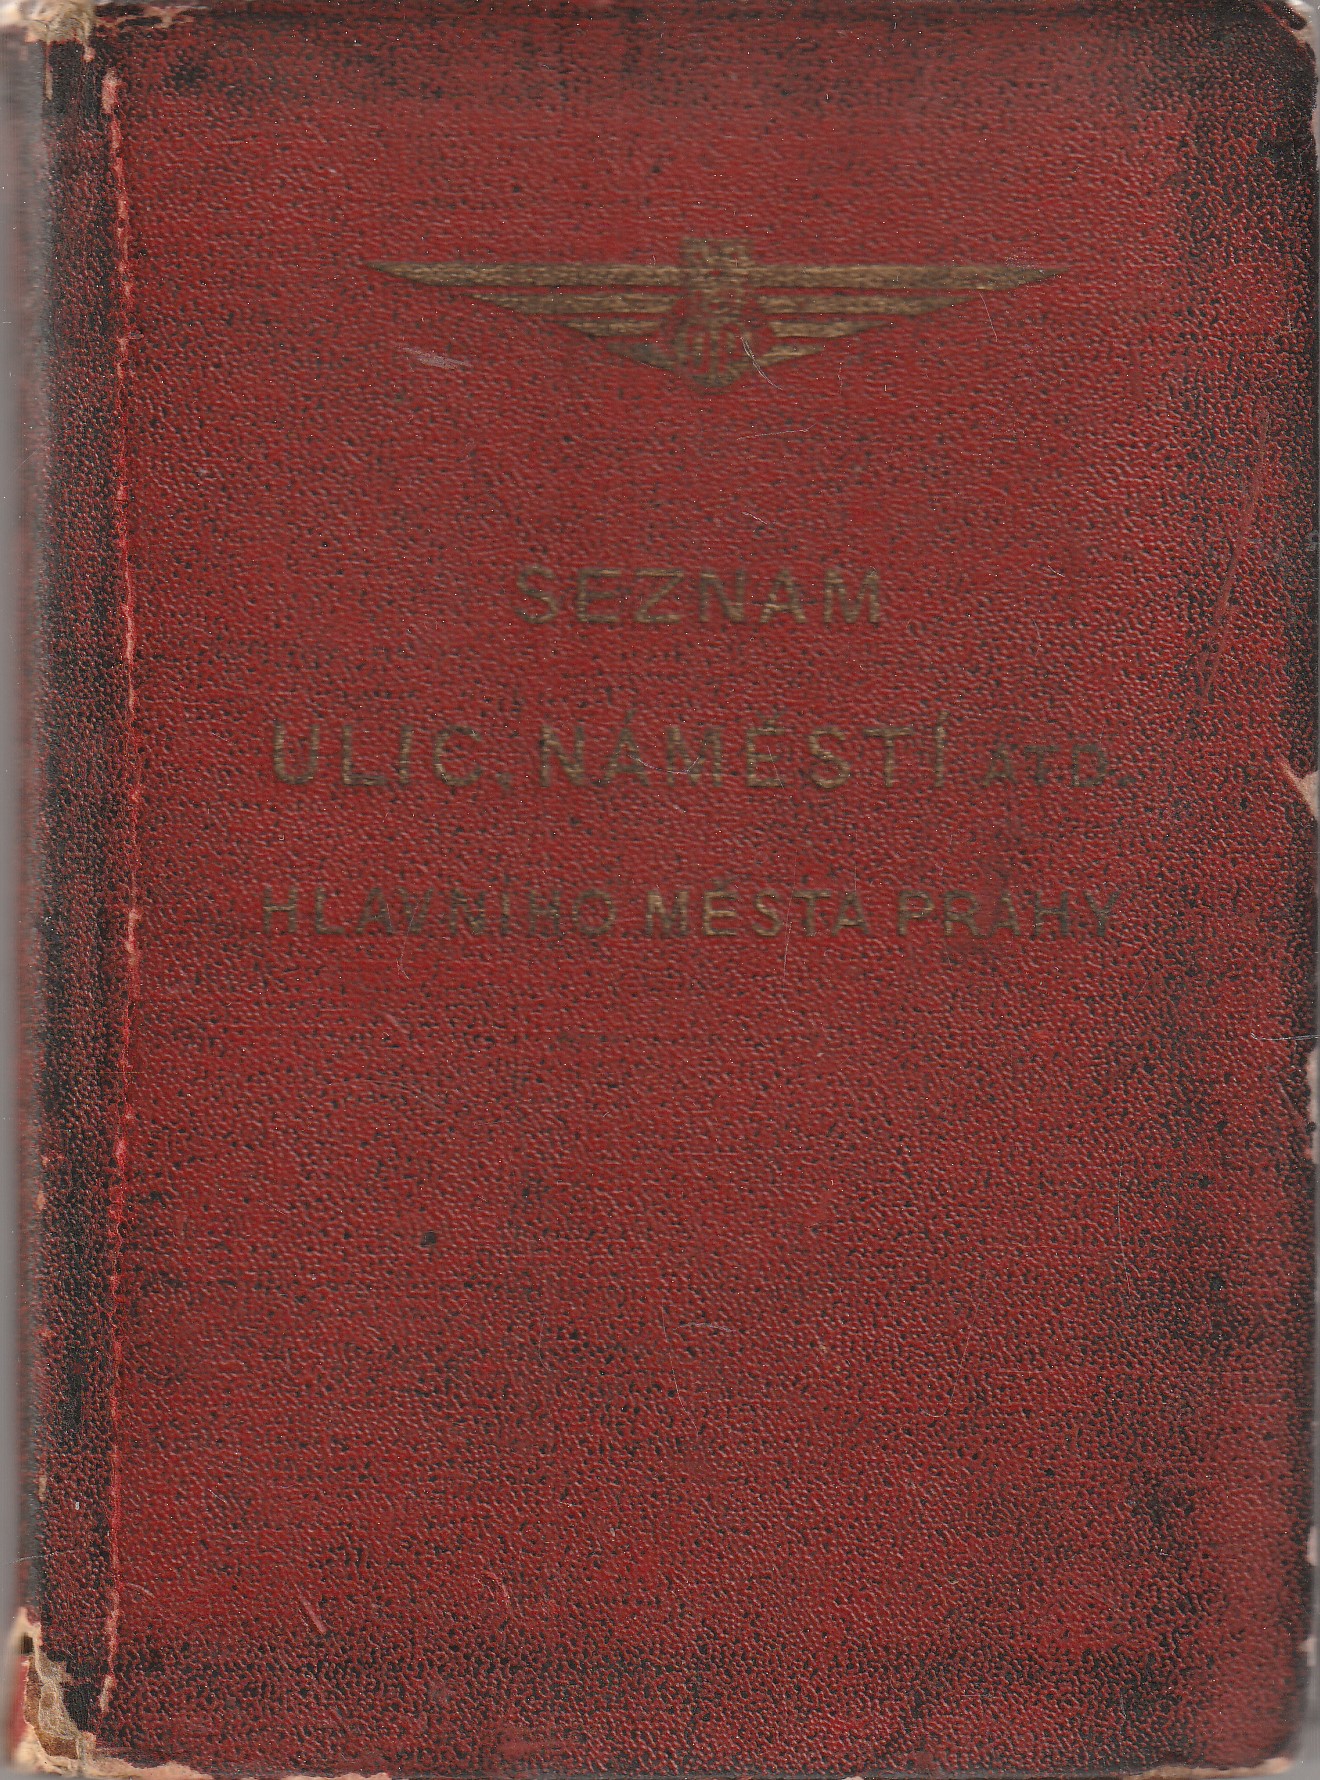 SEZNAM
ULIC, NÁMĚSTÍ ATD.
HLAVNÍHO MĚSTA PRAHY